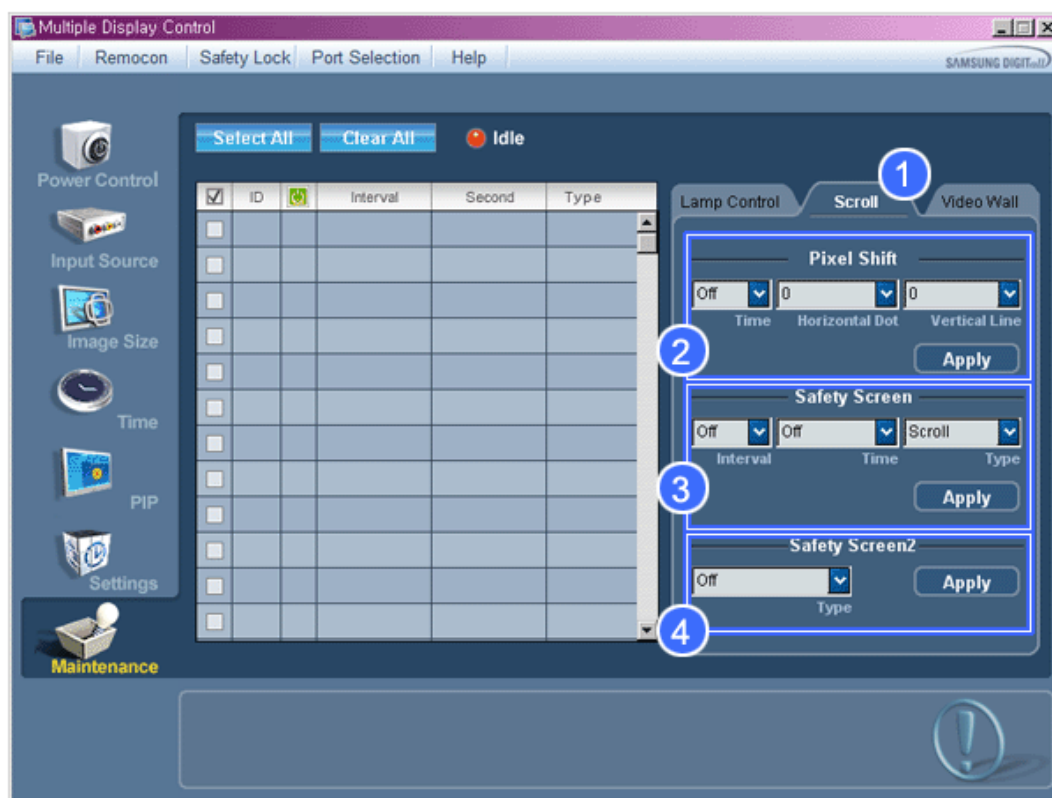 Multiple Display Control
File Remocon Safety Lock Port Selection Help
SAMSUNG DIGITall
Select All Clear All Idle
Power Control
Input Source
Image Size
Time
PIP
Settings
Maintenance
ID Interval Second Type
1
Lamp Control Scroll Video Wall
Pixel Shift
Off 0 0
Time Horizontal Dot Vertical Line
2
Apply
Safety Screen
Off Off Scroll
Interval Time Type
3
Apply
Safety Screen2
Off Apply
Type
4